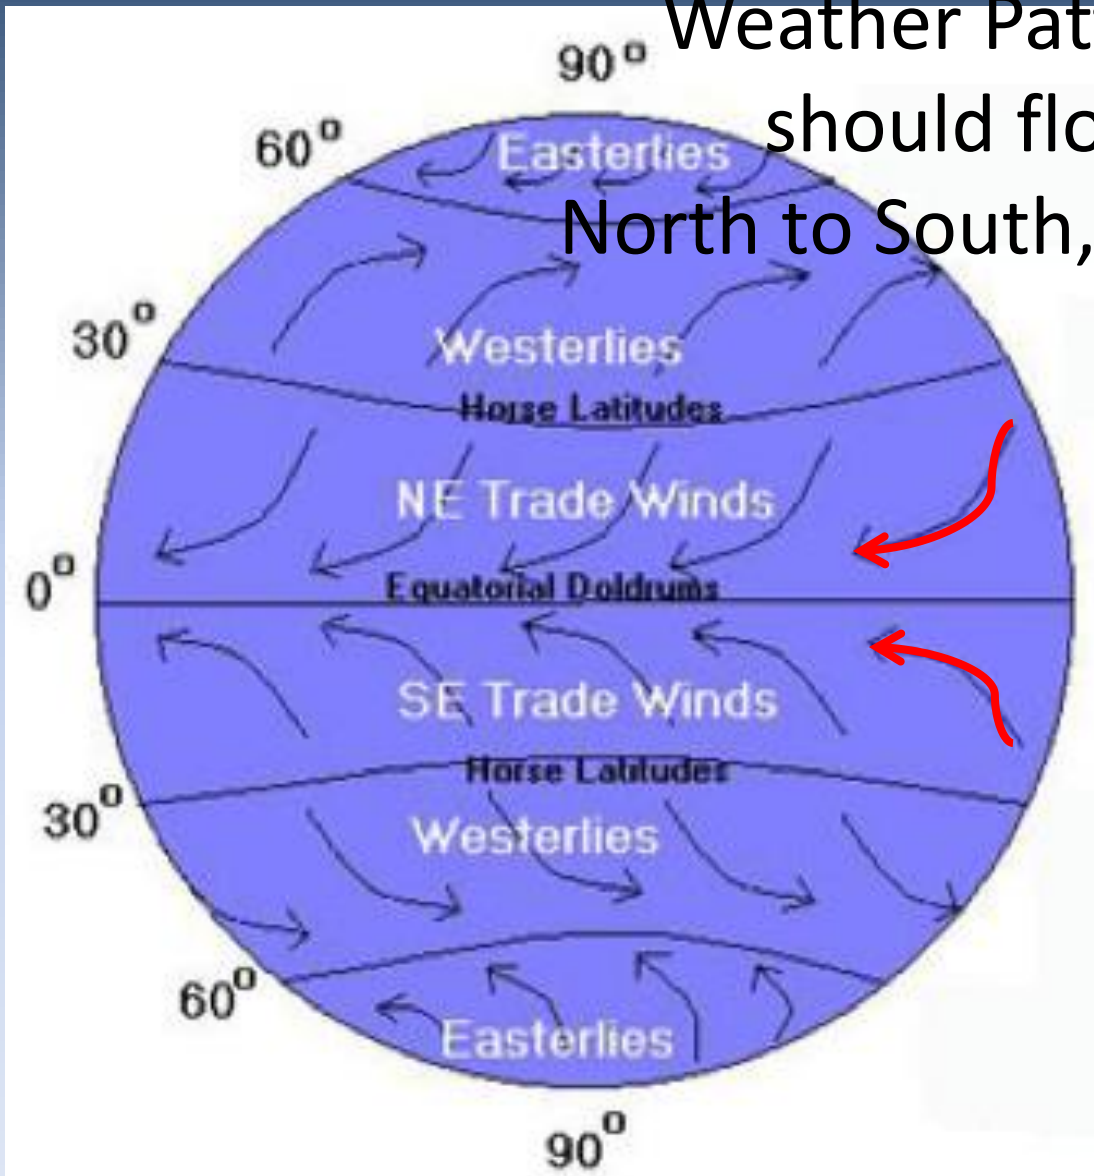 Weather Pat
90°
should flo
60°
Easterlies
North to South,
30°
Westerlies
Horse Latitudes
NE Trade Winds
0°
Equatorial Doldrums
SE Trade Winds
Horse Latitudes
30°
Westerlies
60°
Easterlies
90°